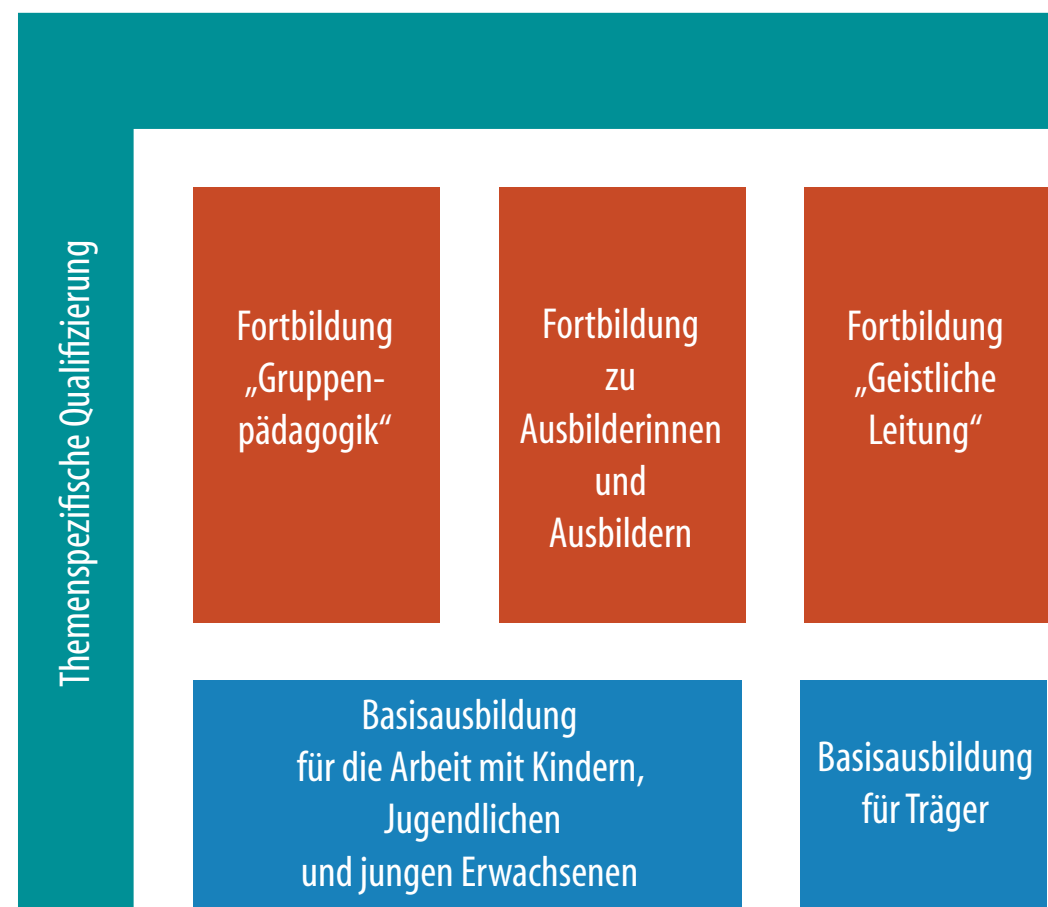 Themenspezifische Qualifizierung
Fortbildung
„Gruppen-
pädagogik“
Fortbildung
zu
Ausbilderinnen
und
Ausbildern
Fortbildung
„Geistliche
Leitung“
Basisausbildung
für die Arbeit mit Kindern,
Jugendlichen
und jungen Erwachsenen
Basisausbildung
für Träger